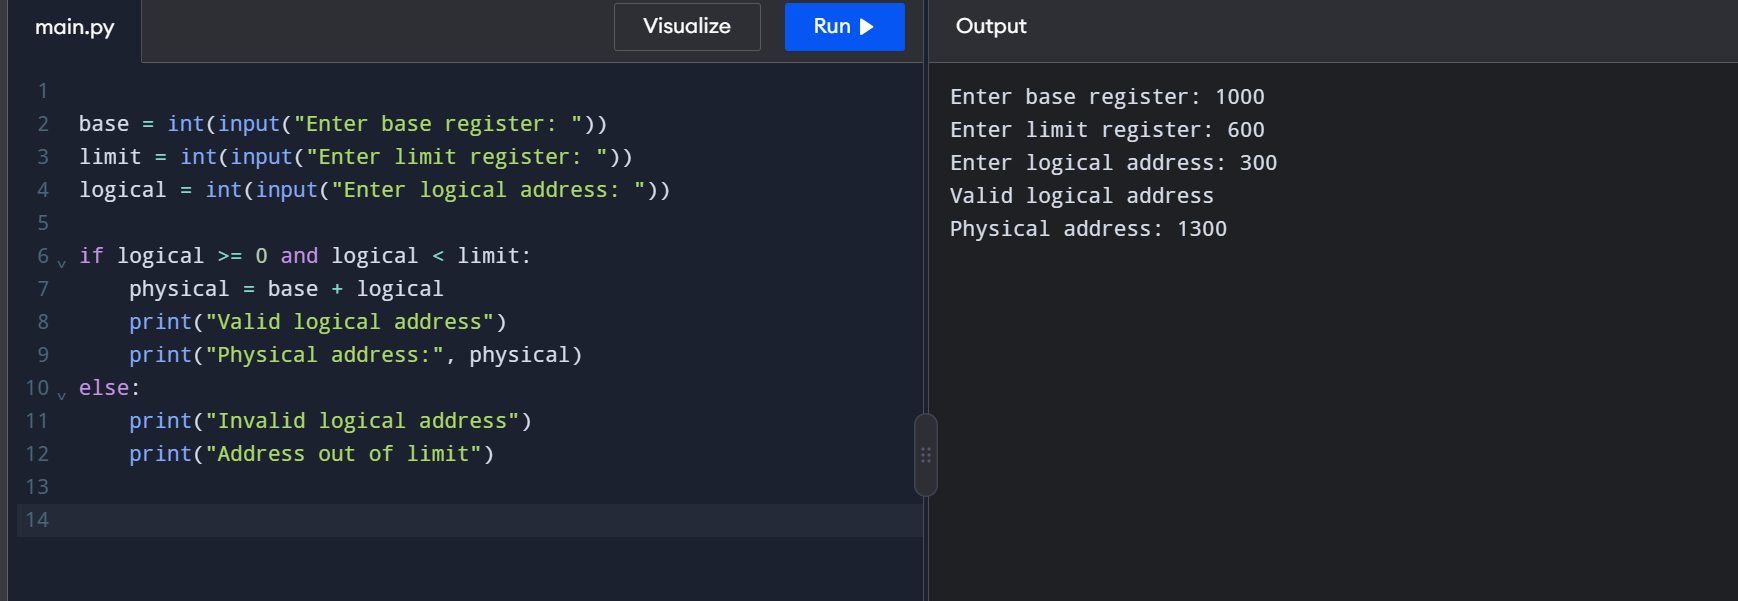 main.py
Visualize
Run
1
2 base = int(input("Enter base register: "))
3 limit = int(input("Enter limit register: "))
4 logical = int(input("Enter logical address: "))
5
6 if logical >= 0 and logical < limit:
7     physical = base + logical
8     print("Valid logical address")
9     print("Physical address:", physical)
10 else:
11     print("Invalid logical address")
12     print("Address out of limit")
13
14
Output
Enter base register: 1000
Enter limit register: 600
Enter logical address: 300
Valid logical address
Physical address: 1300